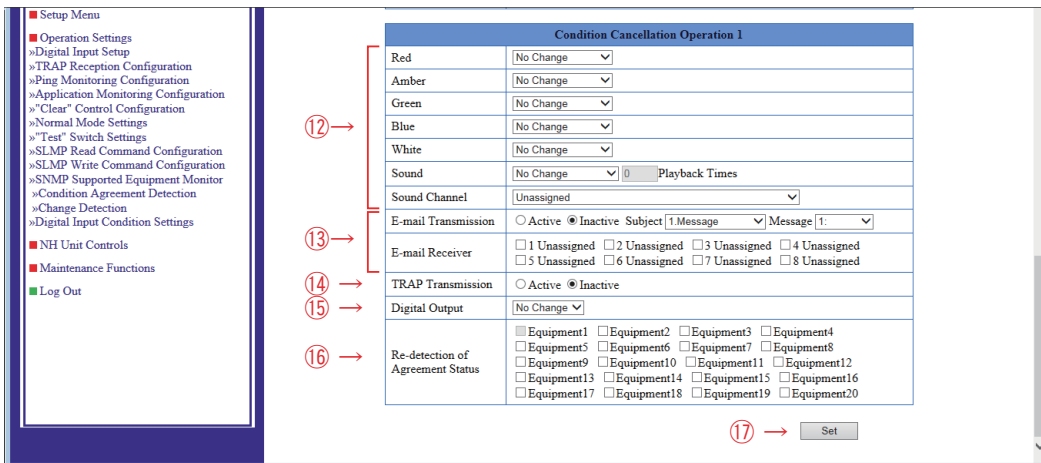 Setup Menu
Operation Settings
»Digital Input Setup
»TRAP Reception Configuration
»Ping Monitoring Configuration
»Application Monitoring Configuration
»"Clear" Control Configuration
»Normal Mode Settings
»"Test" Switch Settings
»SLMP Read Command Configuration
»SLMP Write Command Configuration
»SNMP Supported Equipment Monitor
»Condition Agreement Detection
»Change Detection
»Digital Input Condition Settings
NH Unit Controls
Maintenance Functions
Log Out
Condition Cancellation Operation 1
⑫→
Red No Change
Amber No Change
Green No Change
Blue No Change
White No Change
Sound No Change 0 Playback Times
Sound Channel Unassigned
⑬→
E-mail Transmission Active Inactive Subject 1.Message Message 1:
E-mail Receiver 1 Unassigned 2 Unassigned 3 Unassigned 4 Unassigned
5 Unassigned 6 Unassigned 7 Unassigned 8 Unassigned
⑭ → TRAP Transmission Active Inactive
⑮ → Digital Output No Change
⑯ → Re-detection of Agreement Status
Equipment1 Equipment2 Equipment3 Equipment4
Equipment5 Equipment6 Equipment7 Equipment8
Equipment9 Equipment10 Equipment11 Equipment12
Equipment13 Equipment14 Equipment15 Equipment16
Equipment17 Equipment18 Equipment19 Equipment20
⑰ → Set